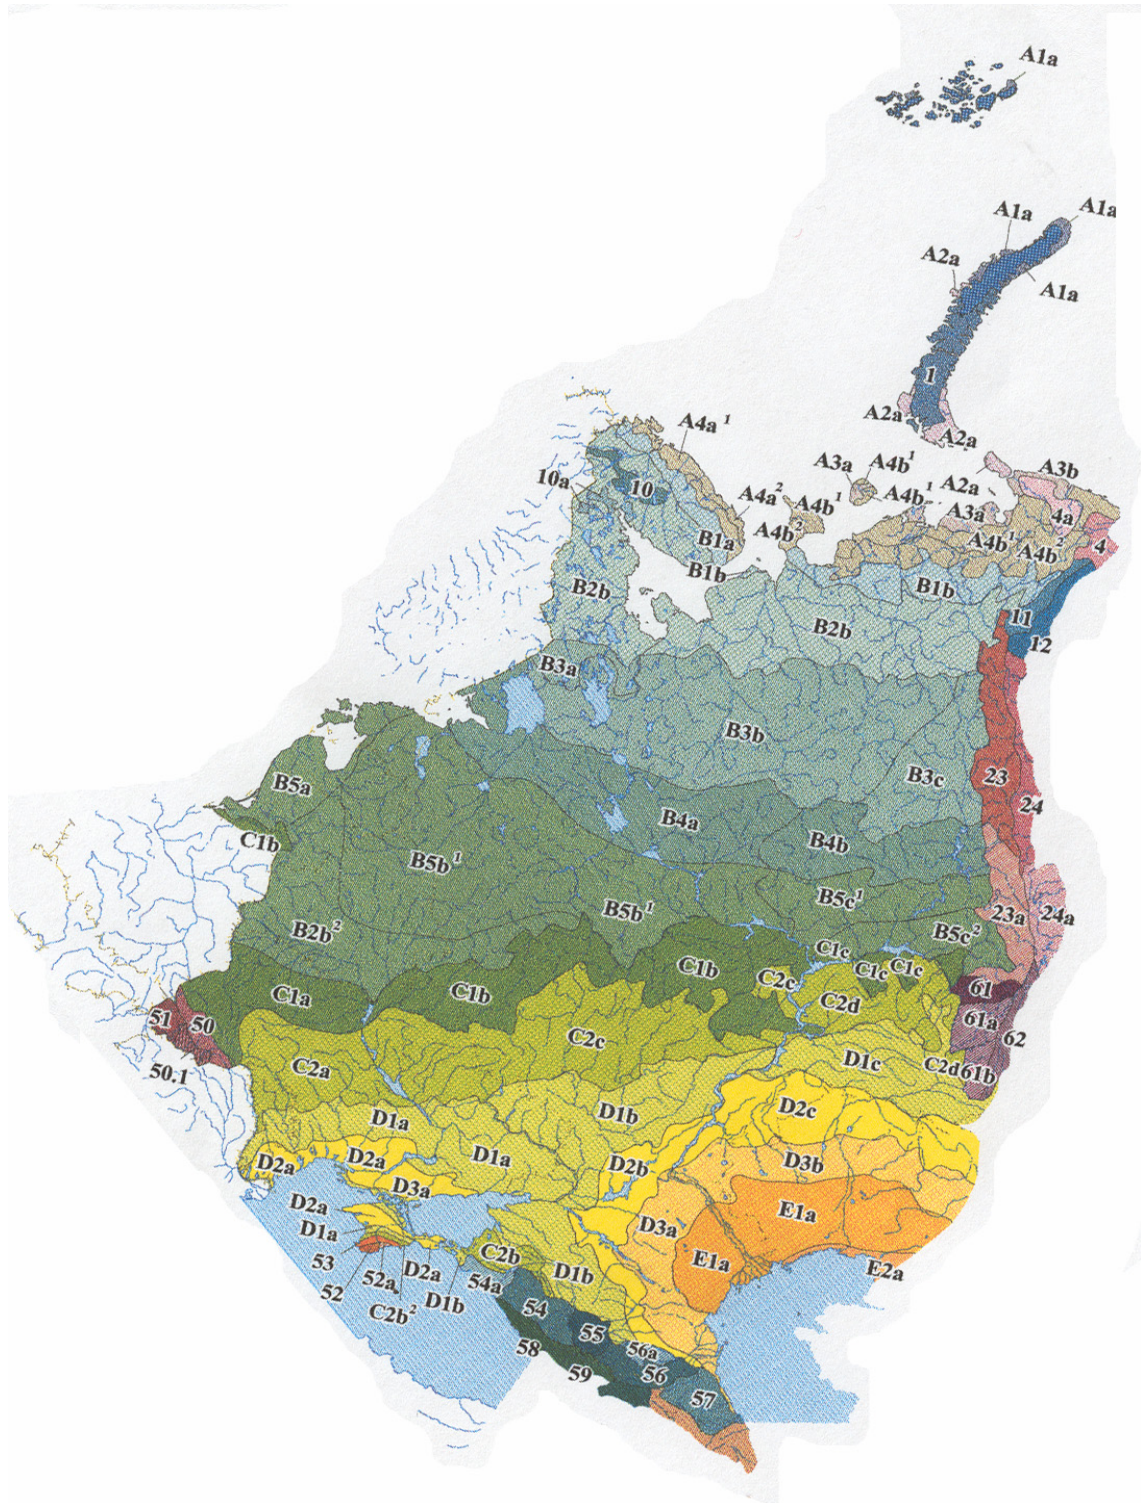 A1a
A1a
A1a
A2a
A1a
1
A2a
A2a
A4a¹
A3a
A4b¹
A2a
A3b
10a
10
A4a²
A4b¹
A4b¹
A3a
4a
A4b²
B1a
A4b¹
A4b²
4
B1b
B1b
B2b
B2b
11
12
B3a
B3b
B3c
23
24
B5a
C1b
B4a
B4b
B5b¹
B5c¹
B5b¹
23a
24a
B2b²
B5c²
C1c
C1c
C1c
C1b
C2c
61
C1a
C1b
C2d
51
50
61a
62
C2c
50.1
C2a
D1c
C2d
61b
D1a
D1b
D2c
D1a
D2a
D2a
D2b
D3b
D3a
D2a
D3a
E1a
D1a
53
C2b
E1a
E2a
52
52a
D2a
D1b
54a
D1b
C2b²
54
55
58
56a
59
56
57